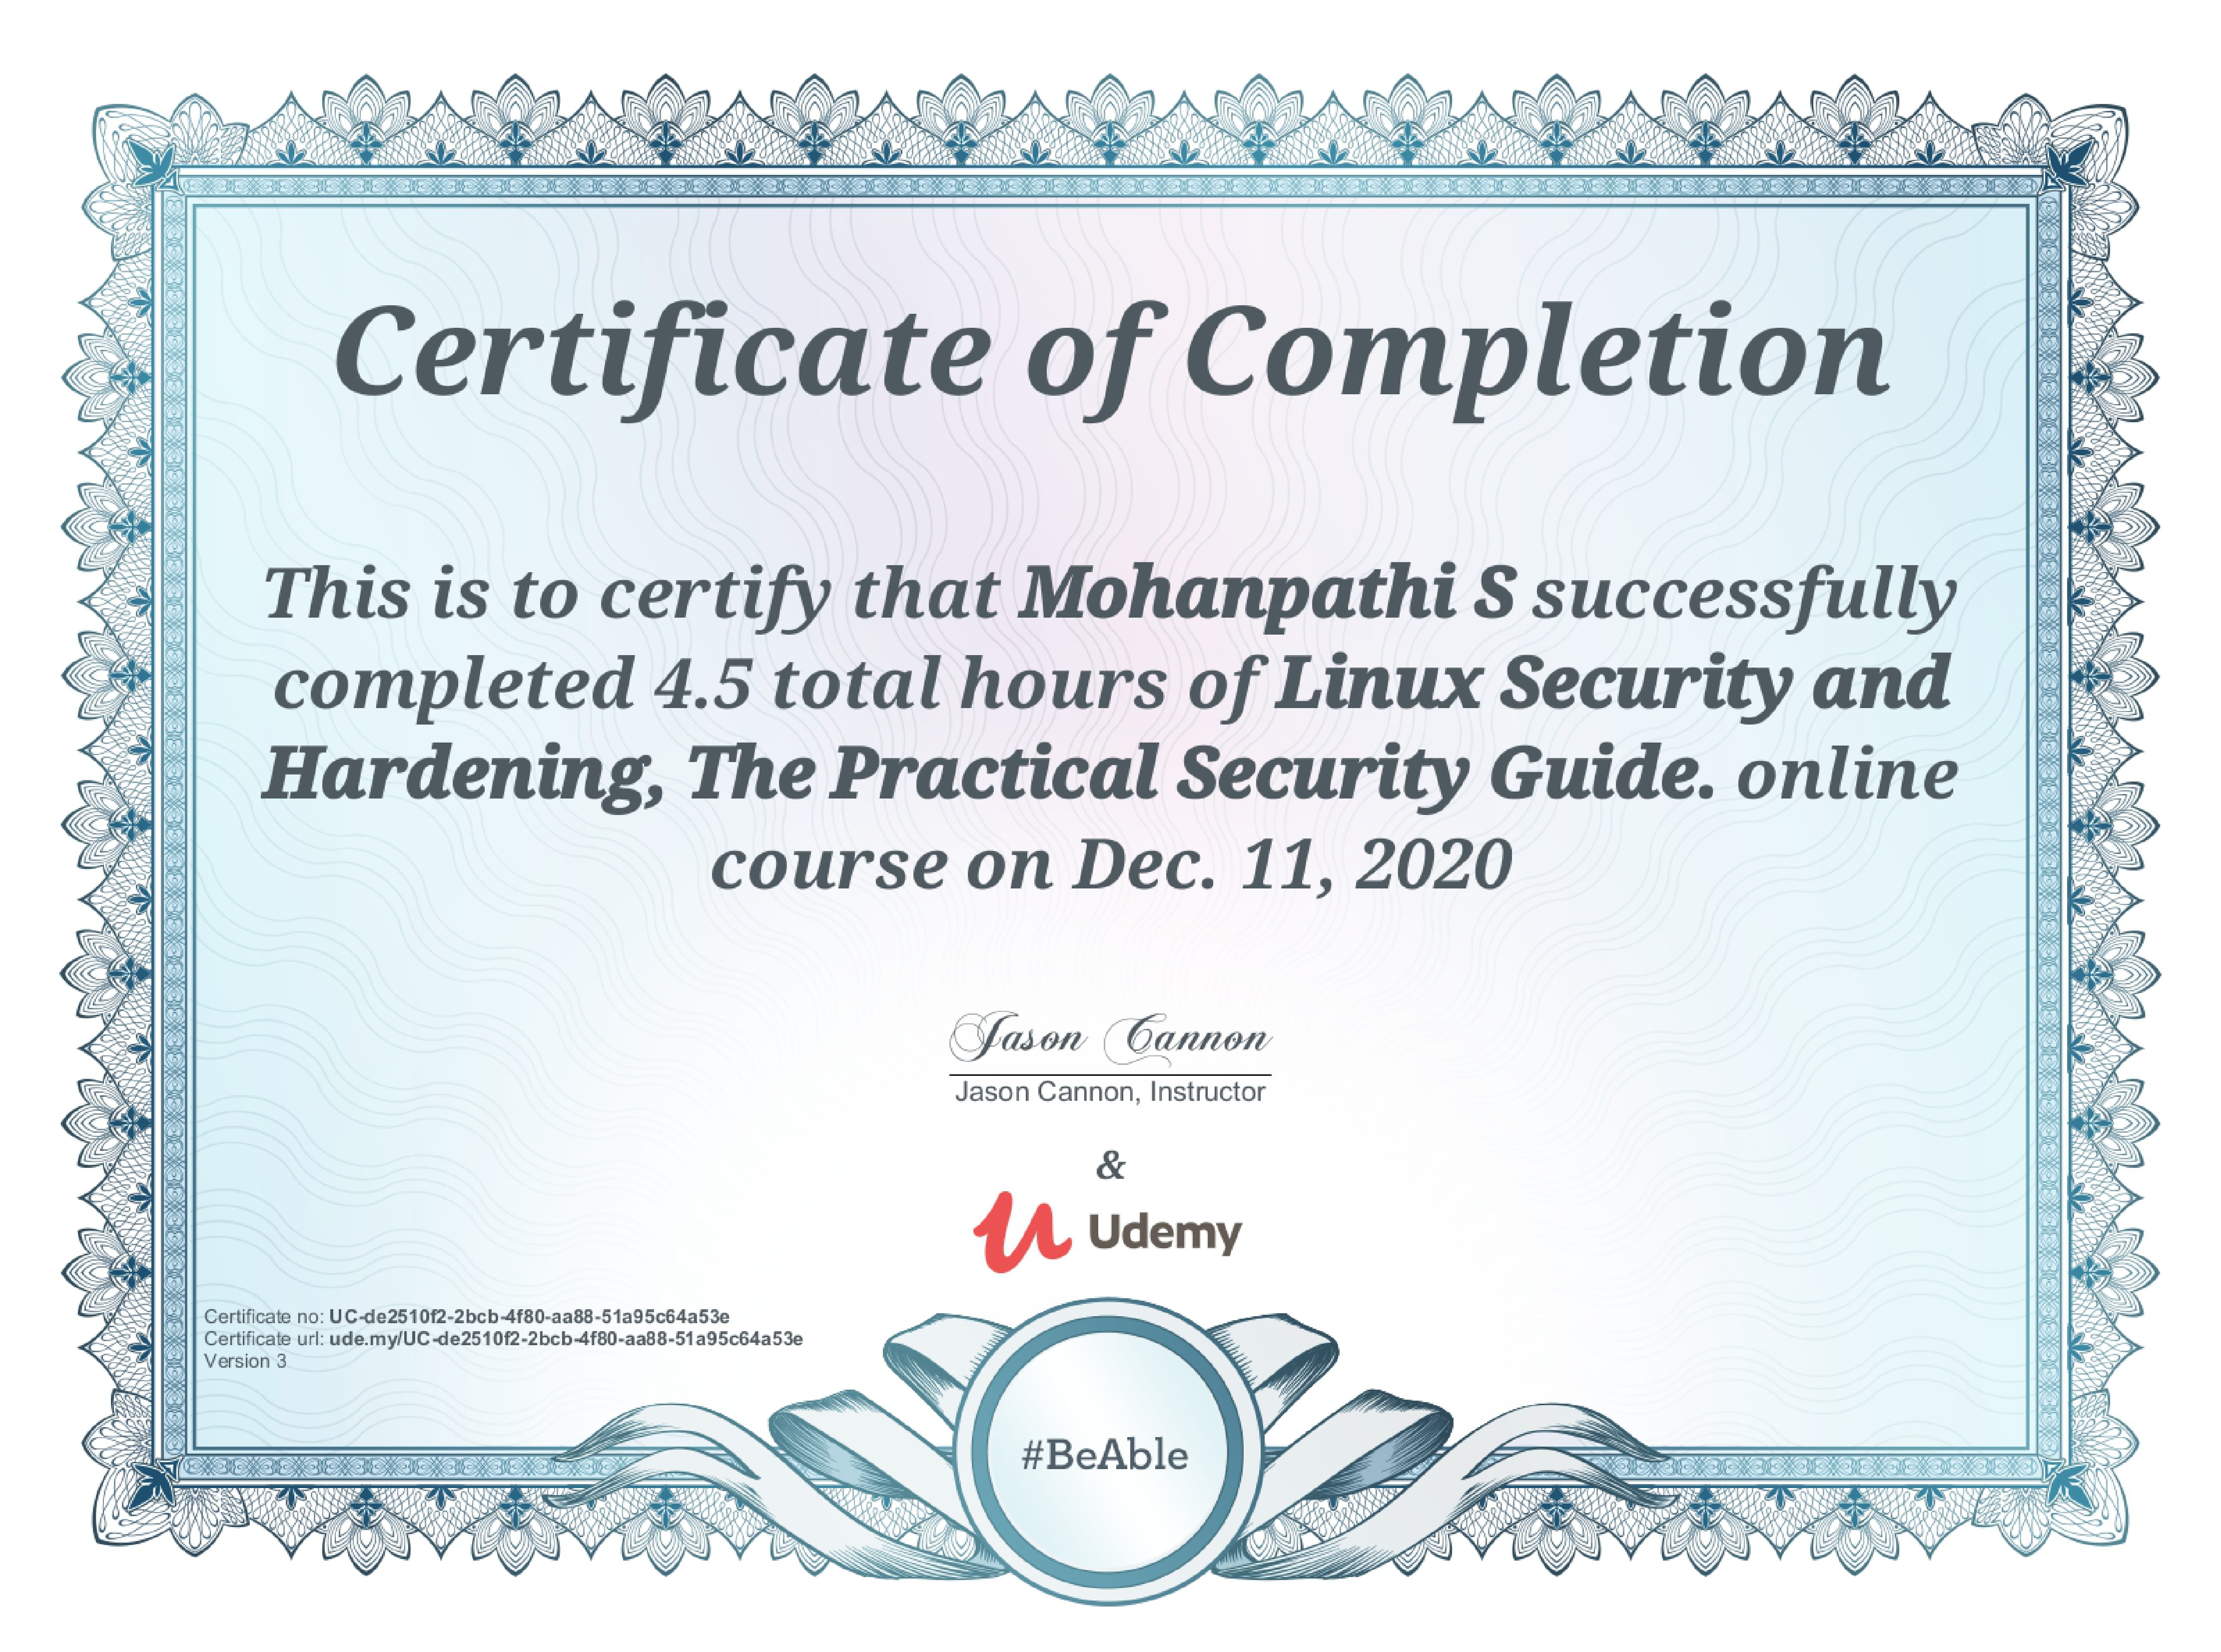 Certificate of Completion
This is to certify that Mohanpathi S successfully
completed 4.5 total hours of Linux Security and
Hardening, The Practical Security Guide. online
course on Dec. 11, 2020
Jason Cannon
Jason Cannon, Instructor
&
Udemy
Certificate no: UC-de2510f2-2bcb-4f80-aa88-51a95c64a53e
Certificate url: ude.my/UC-de2510f2-2bcb-4f80-aa88-51a95c64a53e
Version 3
#BeAble